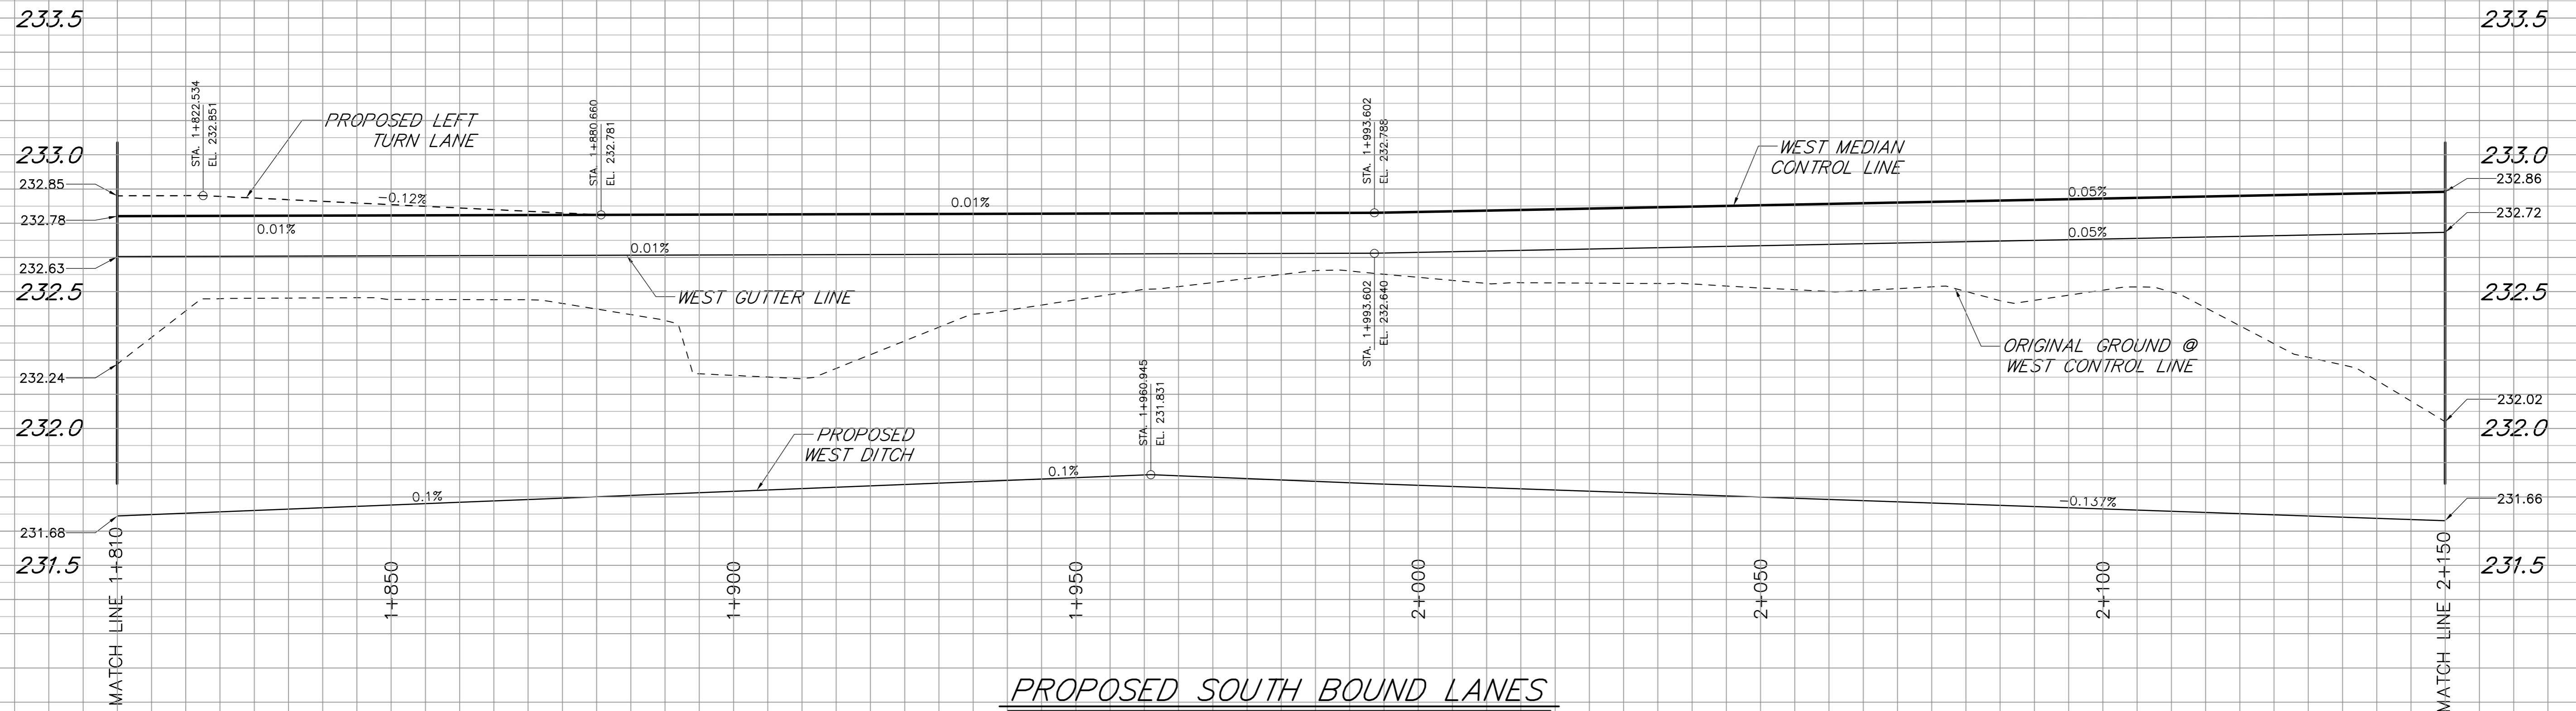 233.5
233.5
STA. 1+822.534
EL. 232.851
PROPOSED LEFT
TURN LANE
STA. 1+880.660
EL. 232.781
STA. 1+993.602
EL. 232.788
WEST MEDIAN
CONTROL LINE
233.0
233.0
232.85
232.86
-0.12%
0.01%
0.05%
232.78
232.72
0.01%
0.01%
0.05%
232.63
232.5
232.5
WEST GUTTER LINE
STA. 1+993.602
EL. 232.640
ORIGINAL GROUND @
WEST CONTROL LINE
232.24
STA. 1+960.945
EL. 231.831
232.02
232.0
232.0
PROPOSED
WEST DITCH
0.1%
0.1%
-0.137%
231.66
231.68
231.5
231.5
MATCH LINE 1+810
1+850
1+900
1+950
2+000
2+050
2+100
MATCH LINE 2+150
PROPOSED SOUTH BOUND LANES